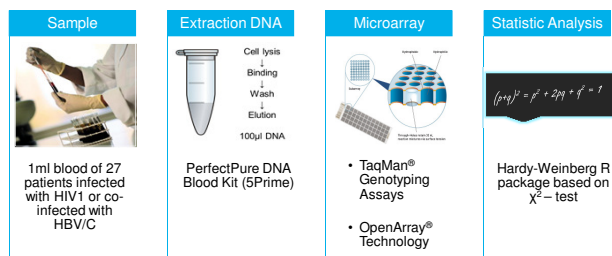 Sample
Extraction DNA
Microarray
Statistic Analysis
Cell lysis
↓
Binding
↓
Wash
↓
Elution
100µl DNA
(p+q)² = p² + 2pq + q² = 1
1ml blood of 27
patients infected
with HIV1 or co-
infected with
HBV/C
PerfectPure DNA
Blood Kit (5Prime)
• TaqMan®
Genotyping
Assays
• OpenArray®
Technology
Hardy-Weinberg R
package based on
χ² – test